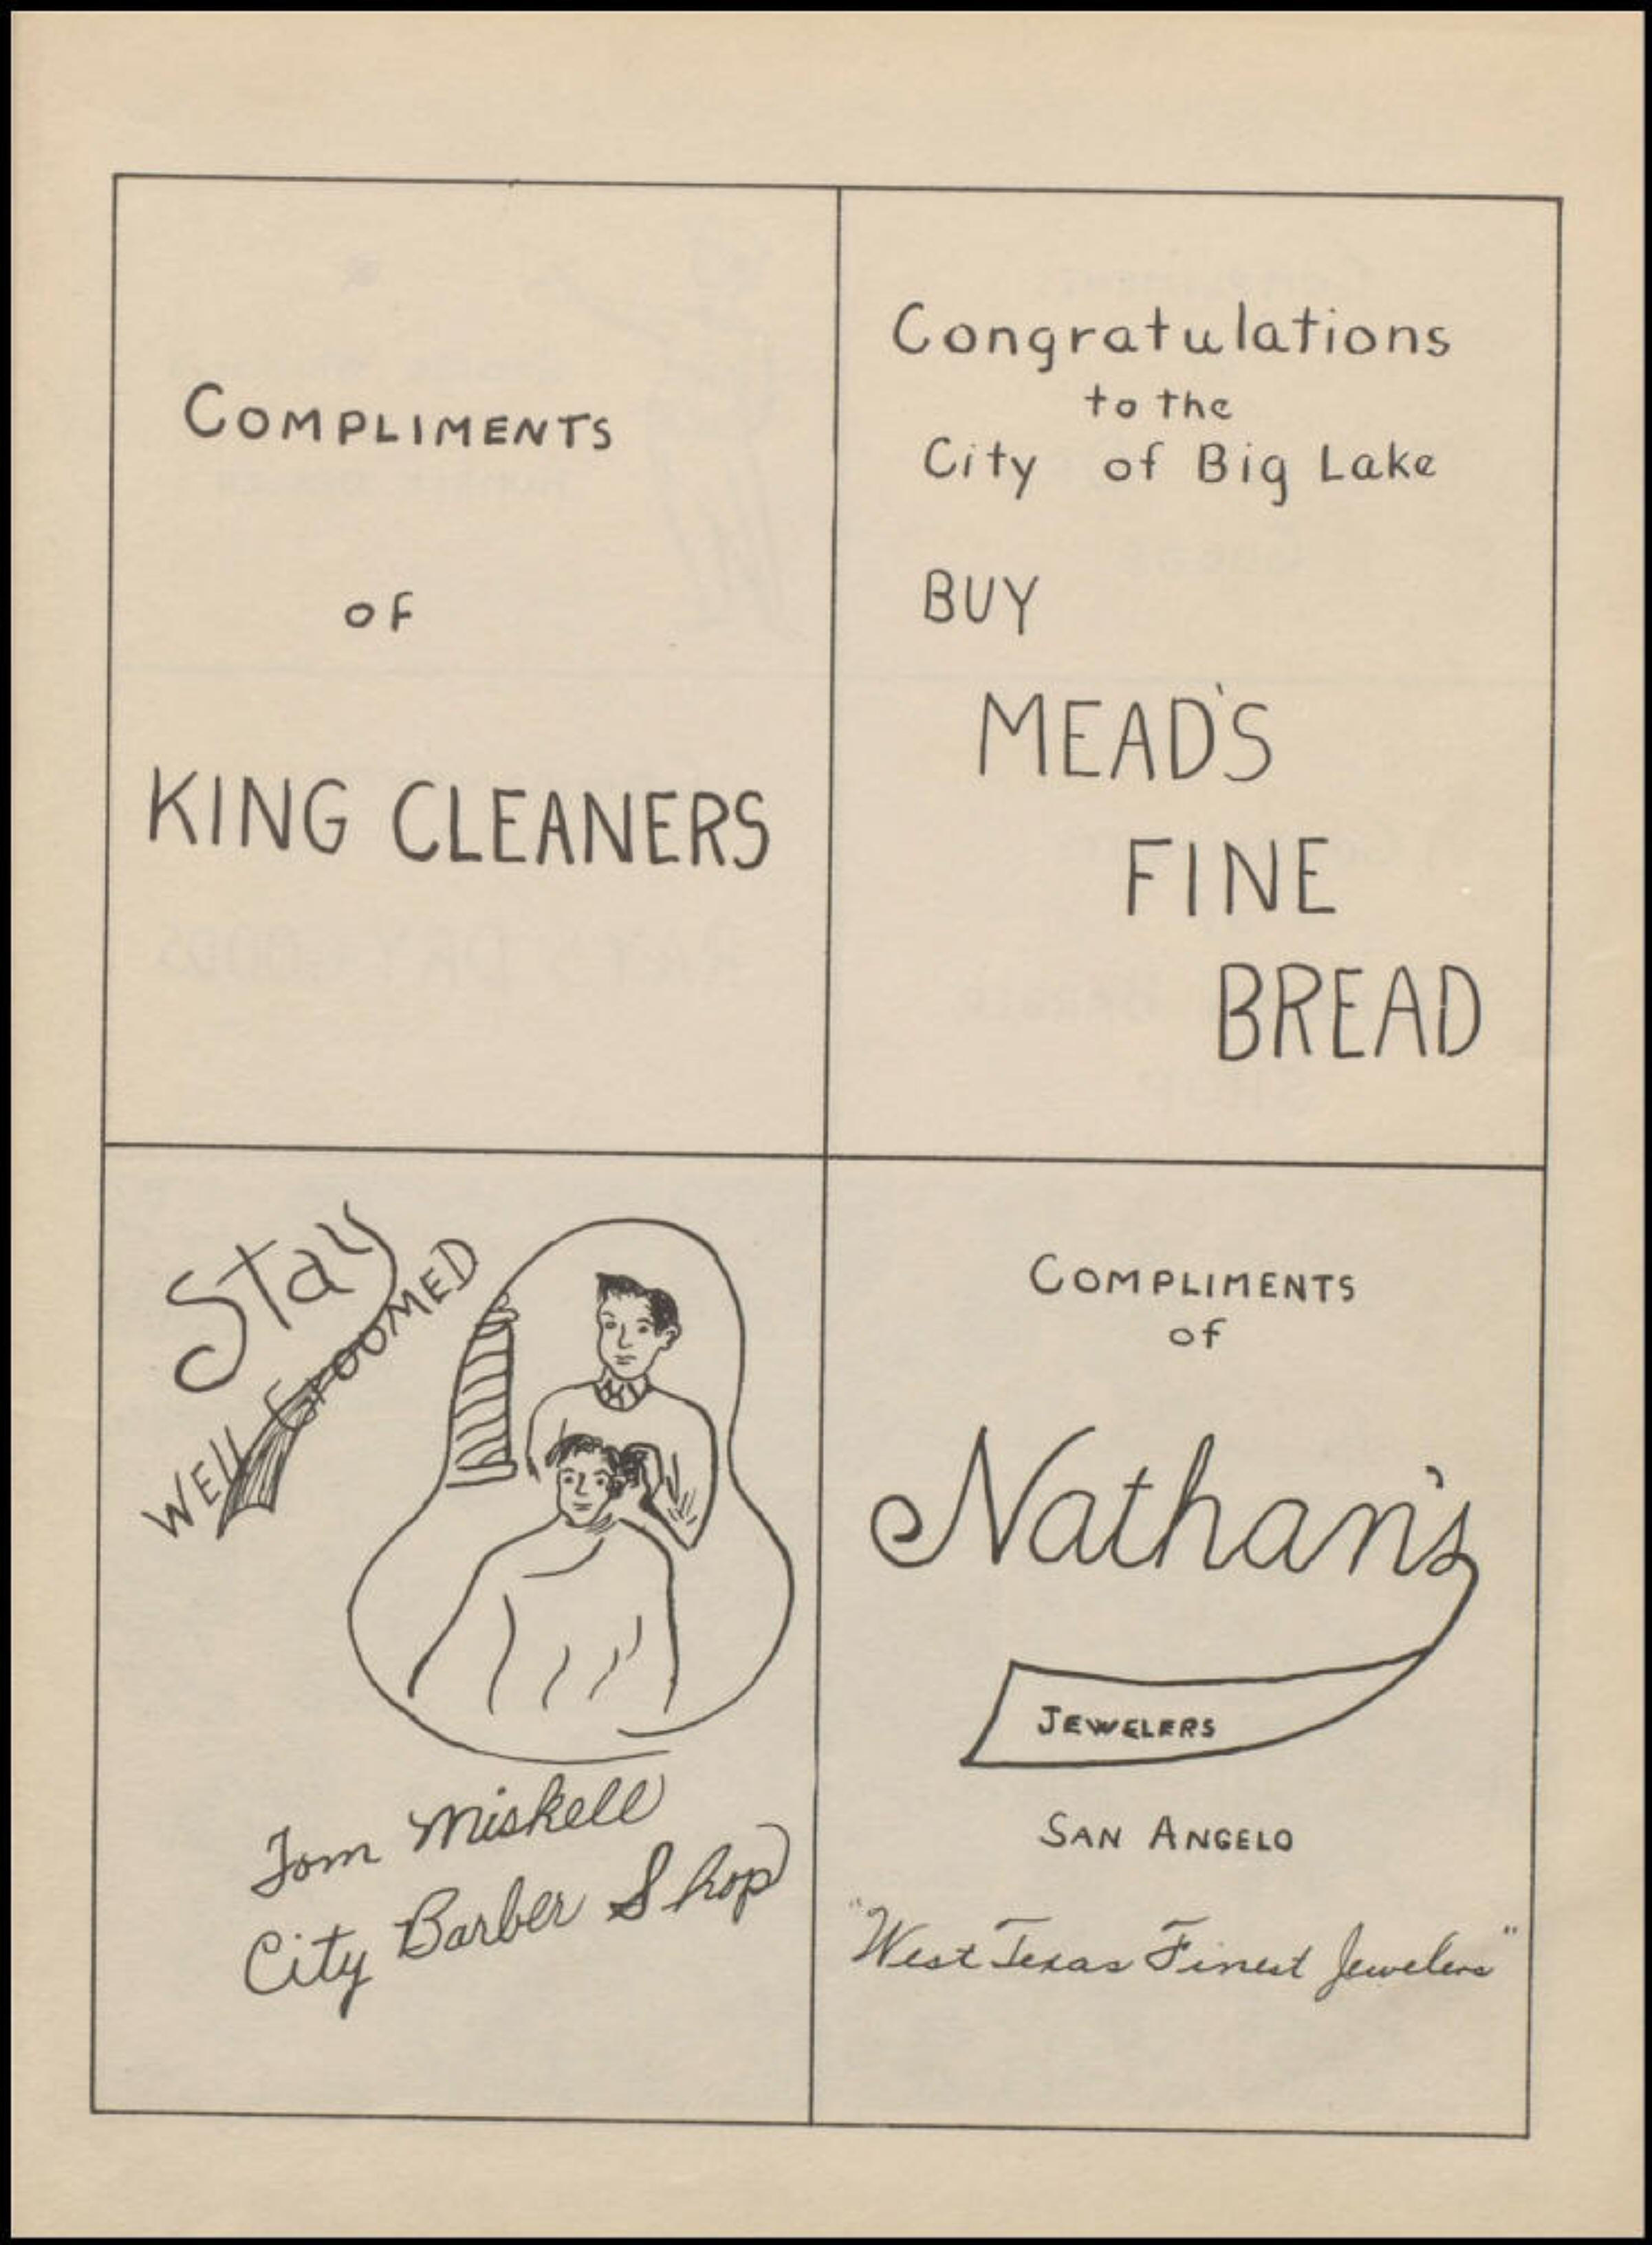 COMPLIMENTS
OF
KING CLEANERS
Congratulations
to the
City of Big Lake
BUY
MEAD'S
FINE
BREAD
Stay
WELL GROOMED
Tom Miskell
City Barber Shop
COMPLIMENTS
of
Nathan's
JEWELERS
SAN ANGELO
"West Texas Finest Jewelers"